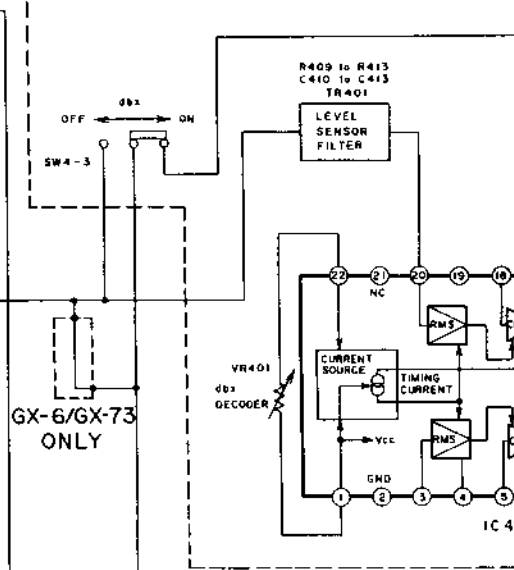 R409 to R413
C410 to C413
TR401
LEVEL
SENSOR
FILTER
dbx
OFF
ON
SW4-3
22
21
20
19
18
NC
RMS
CURRENT
SOURCE
TIMING
CURRENT
VR401
dbx
DECODER
GX-6/GX-73
ONLY
VCC
RMS
GND
1
2
3
4
5
IC4